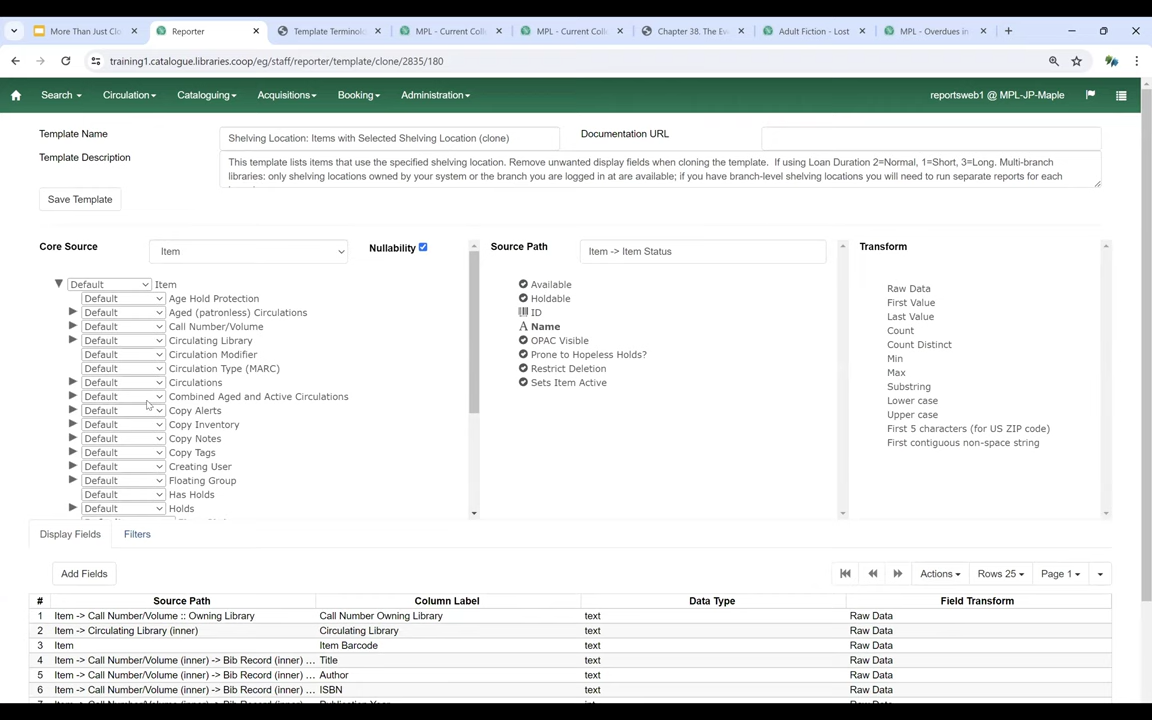 More Than Just Clo
Reporter
Template Terminolo
MPL - Current Coll
MPL - Current Coll
Chapter 38. The Ev
Adult Fiction - Lost
MPL - Overdues in
training1.catalogue.libraries.coop/eg/staff/reporter/template/clone/2835/180
Search Circulation Cataloguing Acquisitions Booking Administration reportsweb1 @ MPL-JP-Maple
Template Name Shelving Location: Items with Selected Shelving Location (clone) Documentation URL
Template Description This template lists items that use the specified shelving location. Remove unwanted display fields when cloning the template. If using Loan Duration 2=Normal, 1=Short, 3=Long. Multi-branch
libraries: only shelving locations owned by your system or the branch you are logged in at are available; if you have branch-level shelving locations you will need to run separate reports for each
Save Template
Core Source Item Nullability
Default Item
Default Age Hold Protection
Default Aged (patronless) Circulations
Default Call Number/Volume
Default Circulating Library
Default Circulation Modifier
Default Circulation Type (MARC)
Default Circulations
Default Combined Aged and Active Circulations
Default Copy Alerts
Default Copy Inventory
Default Copy Notes
Default Copy Tags
Default Creating User
Default Floating Group
Default Has Holds
Default Holds
Source Path Item -> Item Status
Available
Holdable
ID
A Name
OPAC Visible
Prone to Hopeless Holds?
Restrict Deletion
Sets Item Active
Transform
Raw Data
First Value
Last Value
Count
Count Distinct
Min
Max
Substring
Lower case
Upper case
First 5 characters (for US ZIP code)
First contiguous non-space string
Display Fields Filters
Add Fields Actions Rows 25 Page 1
# Source Path Column Label Data Type Field Transform
1 Item -> Call Number/Volume :: Owning Library Call Number Owning Library text Raw Data
2 Item -> Circulating Library (inner) Circulating Library text Raw Data
3 Item Item Barcode text Raw Data
4 Item -> Call Number/Volume (inner) -> Bib Record (inner) ... Title text Raw Data
5 Item -> Call Number/Volume (inner) -> Bib Record (inner) ... Author text Raw Data
6 Item -> Call Number/Volume (inner) -> Bib Record (inner) ... ISBN text Raw Data